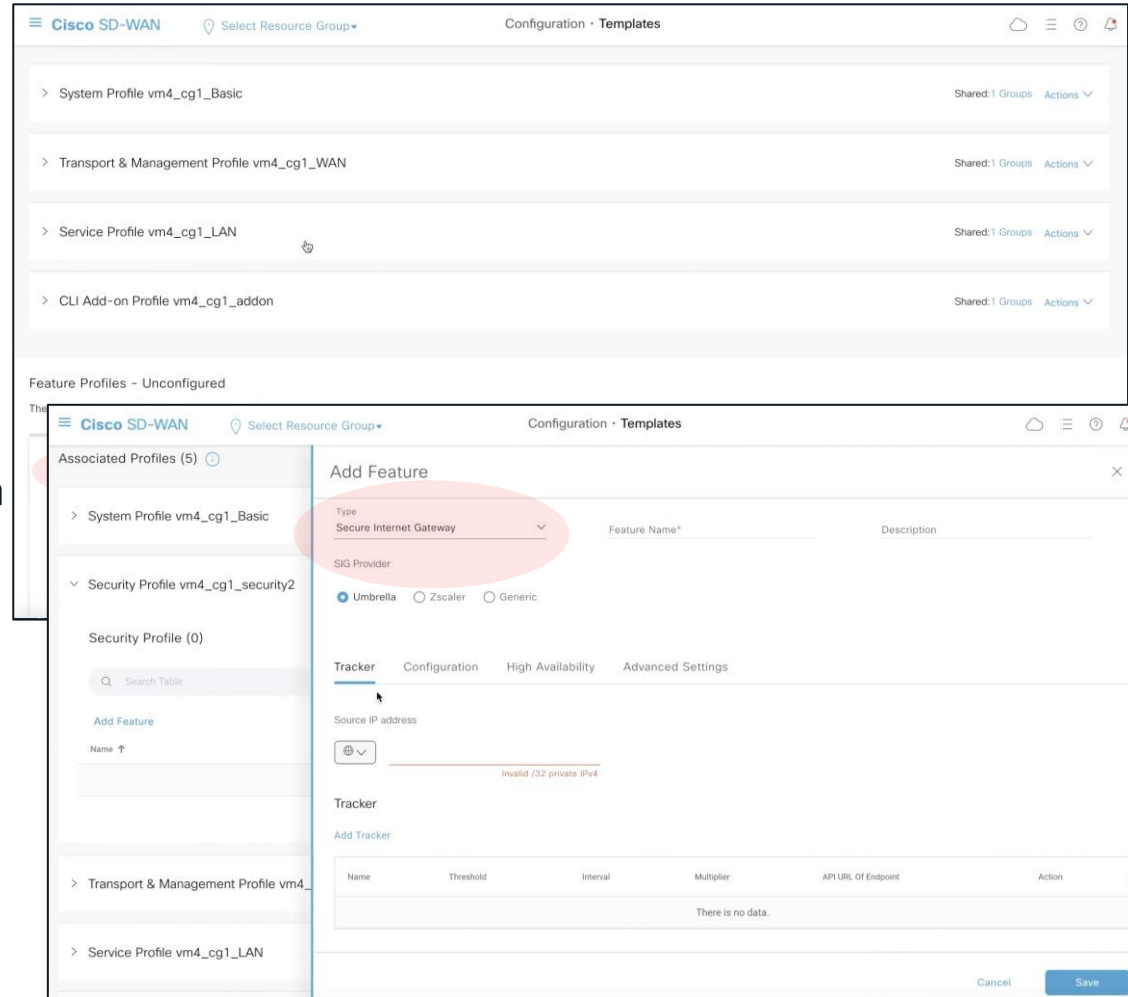 Cisco SD-WAN Select Resource Group Configuration · Templates
System Profile vm4_cg1_Basic Shared:1 Groups Actions
Transport & Management Profile vm4_cg1_WAN Shared:1 Groups Actions
Service Profile vm4_cg1_LAN Shared:1 Groups Actions
CLI Add-on Profile vm4_cg1_addon Shared:1 Groups Actions
Feature Profiles - Unconfigured
Cisco SD-WAN Select Resource Group Configuration · Templates
Associated Profiles (5)
System Profile vm4_cg1_Basic
Security Profile vm4_cg1_security2
Security Profile (0)
Search Table
Add Feature
Name
Transport & Management Profile vm4_
Service Profile vm4_cg1_LAN
Add Feature
Type
Secure Internet Gateway Feature Name* Description
SIG Provider
Umbrella Zscaler Generic
Tracker Configuration High Availability Advanced Settings
Source IP address
Invalid /32 private IPv4
Tracker
Add Tracker
Name Threshold Interval Multiplier API URL Of Endpoint Action
There is no data.
Cancel Save